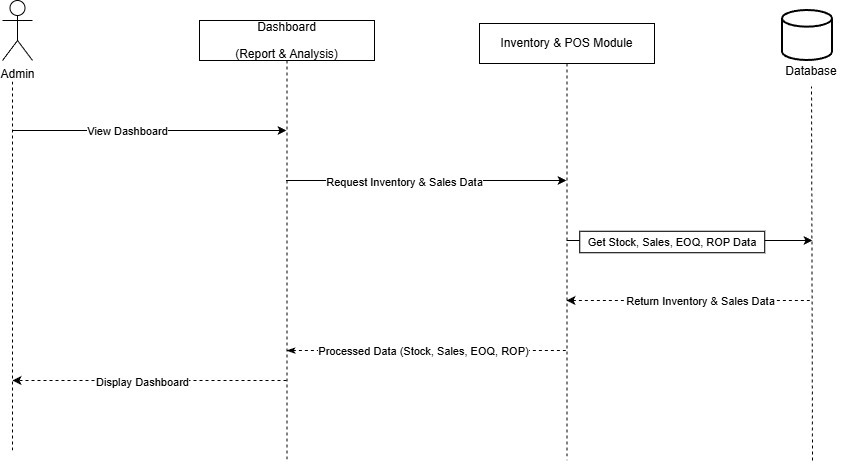 Dashboard
(Report & Analysis)
Inventory & POS Module
Admin
Database
View Dashboard
Request Inventory & Sales Data
Get Stock, Sales, EOQ, ROP Data
Return Inventory & Sales Data
Processed Data (Stock, Sales, EOQ, ROP)
Display Dashboard